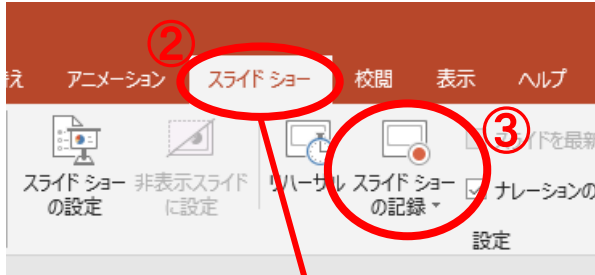 ②
え アニメーション スライド ショー 校閲 表示 ヘルプ
③
スライド ショー
の設定
非表示スライド
に設定
リハーサル
スライド ショー
の記録
スライドを最新
ナレーションの
設定